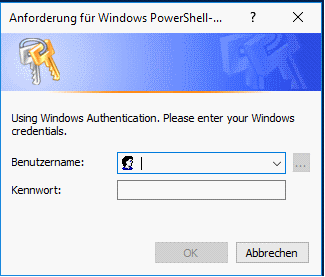 Anforderung für Windows PowerShell-...
Using Windows Authentication. Please enter your Windows
credentials.
Benutzername:
...
Kennwort:
OK
Abbrechen